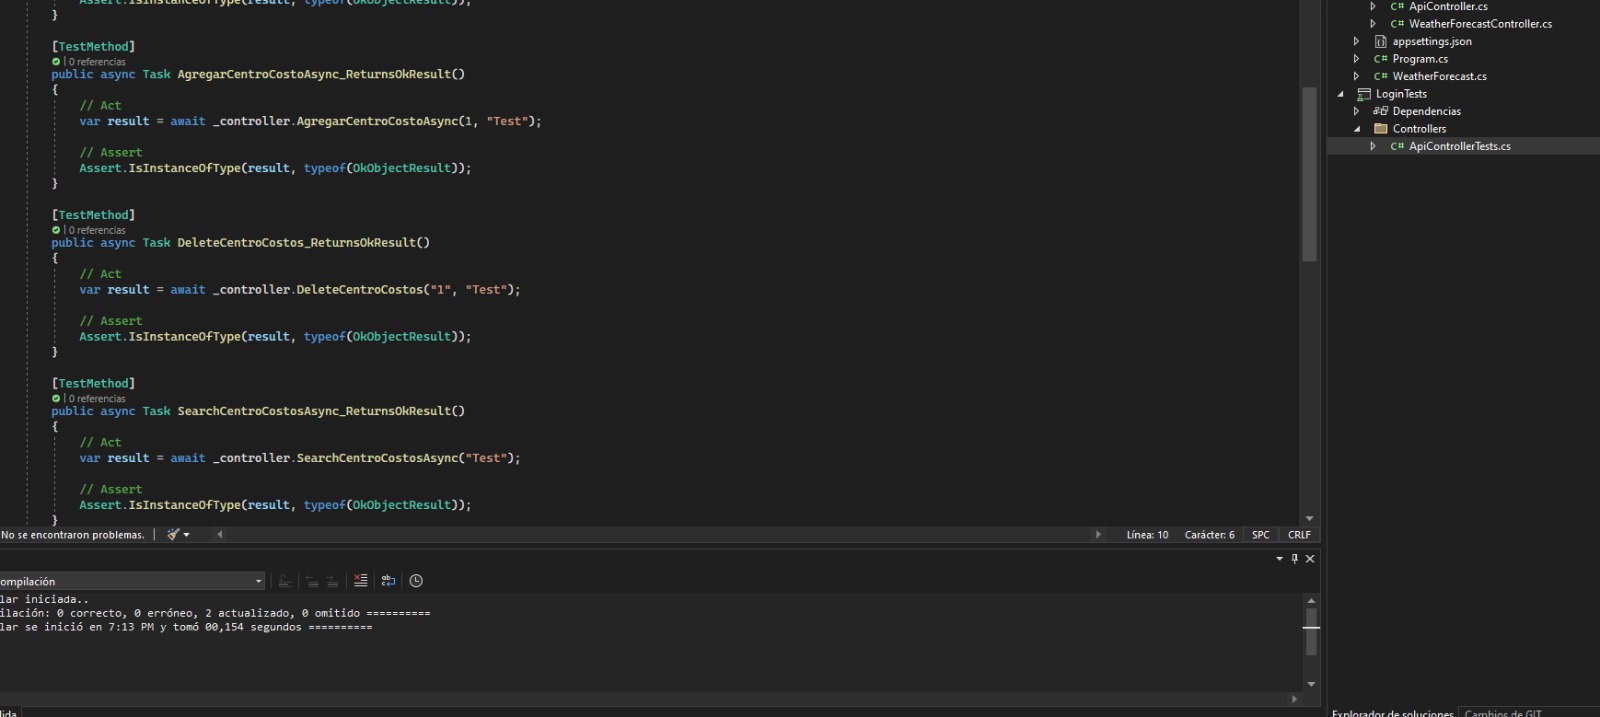 Assert.IsInstanceOfType(result, typeof(OkObjectResult));
}
[TestMethod]
| 0 referencias
public async Task AgregarCentroCostoAsync_ReturnsOkResult()
{
// Act
var result = await _controller.AgregarCentroCostoAsync(1, "Test");
// Assert
Assert.IsInstanceOfType(result, typeof(OkObjectResult));
}
[TestMethod]
| 0 referencias
public async Task DeleteCentroCostos_ReturnsOkResult()
{
// Act
var result = await _controller.DeleteCentroCostos("1", "Test");
// Assert
Assert.IsInstanceOfType(result, typeof(OkObjectResult));
}
[TestMethod]
| 0 referencias
public async Task SearchCentroCostosAsync_ReturnsOkResult()
{
// Act
var result = await _controller.SearchCentroCostosAsync("Test");
// Assert
Assert.IsInstanceOfType(result, typeof(OkObjectResult));
}
No se encontraron problemas.
Línea: 10 Carácter: 6 SPC CRLF
ompilación
lar iniciada..
ilación: 0 correcto, 0 erróneo, 2 actualizado, 0 omitido ==========
lar se inició en 7:13 PM y tomó 00,154 segundos ==========
lida
C# ApiController.cs
C# WeatherForecastController.cs
appsettings.json
C# Program.cs
C# WeatherForecast.cs
LoginTests
Dependencias
Controllers
C# ApiControllerTests.cs
Explorador de soluciones Cambios de GIT